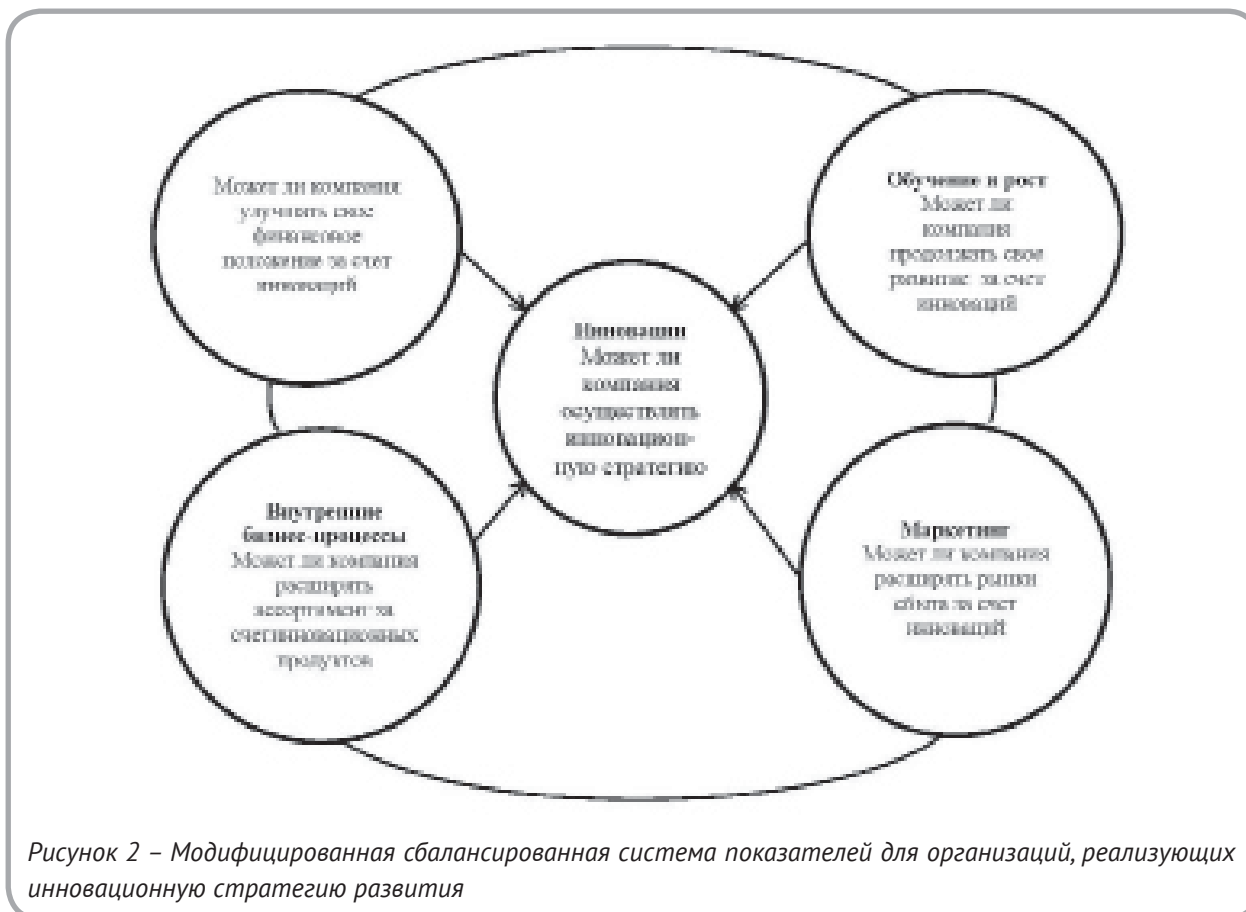 Может ли компания
улучшить свое
финансовое
положение за счет
инноваций
Обучение и рост
Может ли
компания
продолжать свое
развитие за счет
инноваций
Инновации
Может ли
компания
осуществлять
инновацион-
ную стратегию
Внутренние
бизнес-процессы
Может ли компания
расширять
ассортимент за
счет инновационных
продуктов
Маркетинг
Может ли компания
расширять рынки
сбыта за счет
инноваций
Рисунок 2 – Модифицированная сбалансированная система показателей для организаций, реализующих
инновационную стратегию развития